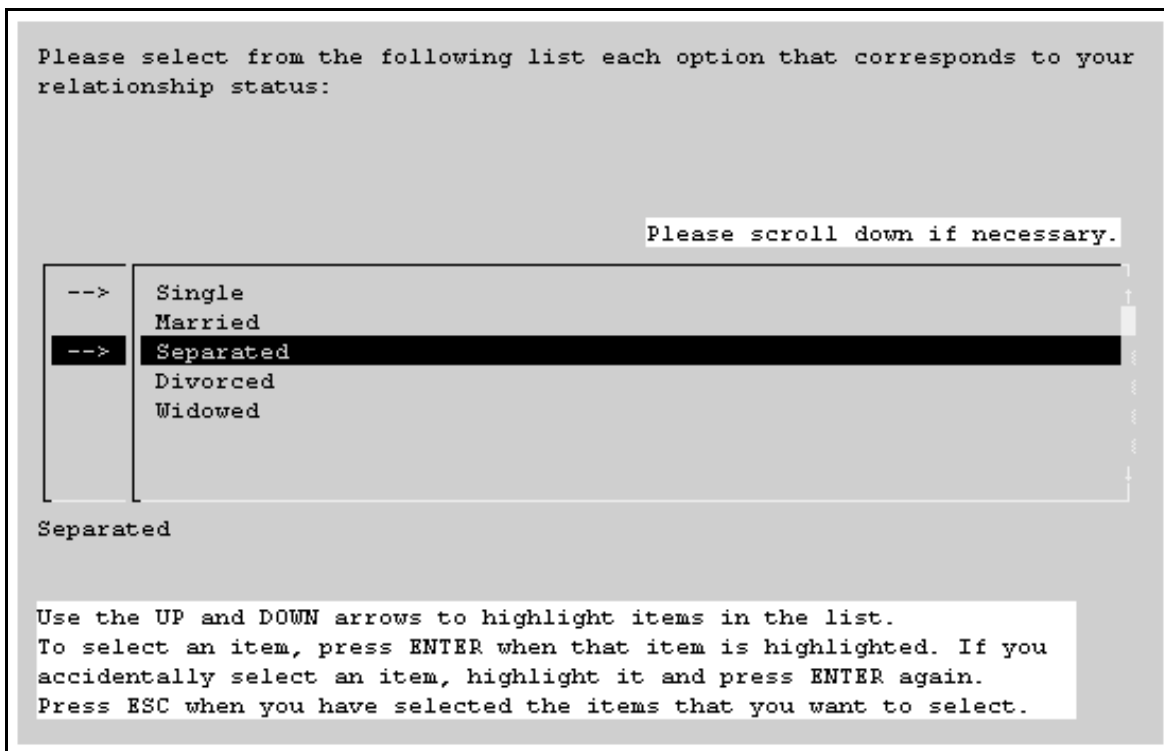 Please select from the following list each option that corresponds to your
relationship status:
Please scroll down if necessary.
--> Single
Married
--> Separated
Divorced
Widowed
Separated
Use the UP and DOWN arrows to highlight items in the list.
To select an item, press ENTER when that item is highlighted. If you
accidentally select an item, highlight it and press ENTER again.
Press ESC when you have selected the items that you want to select.